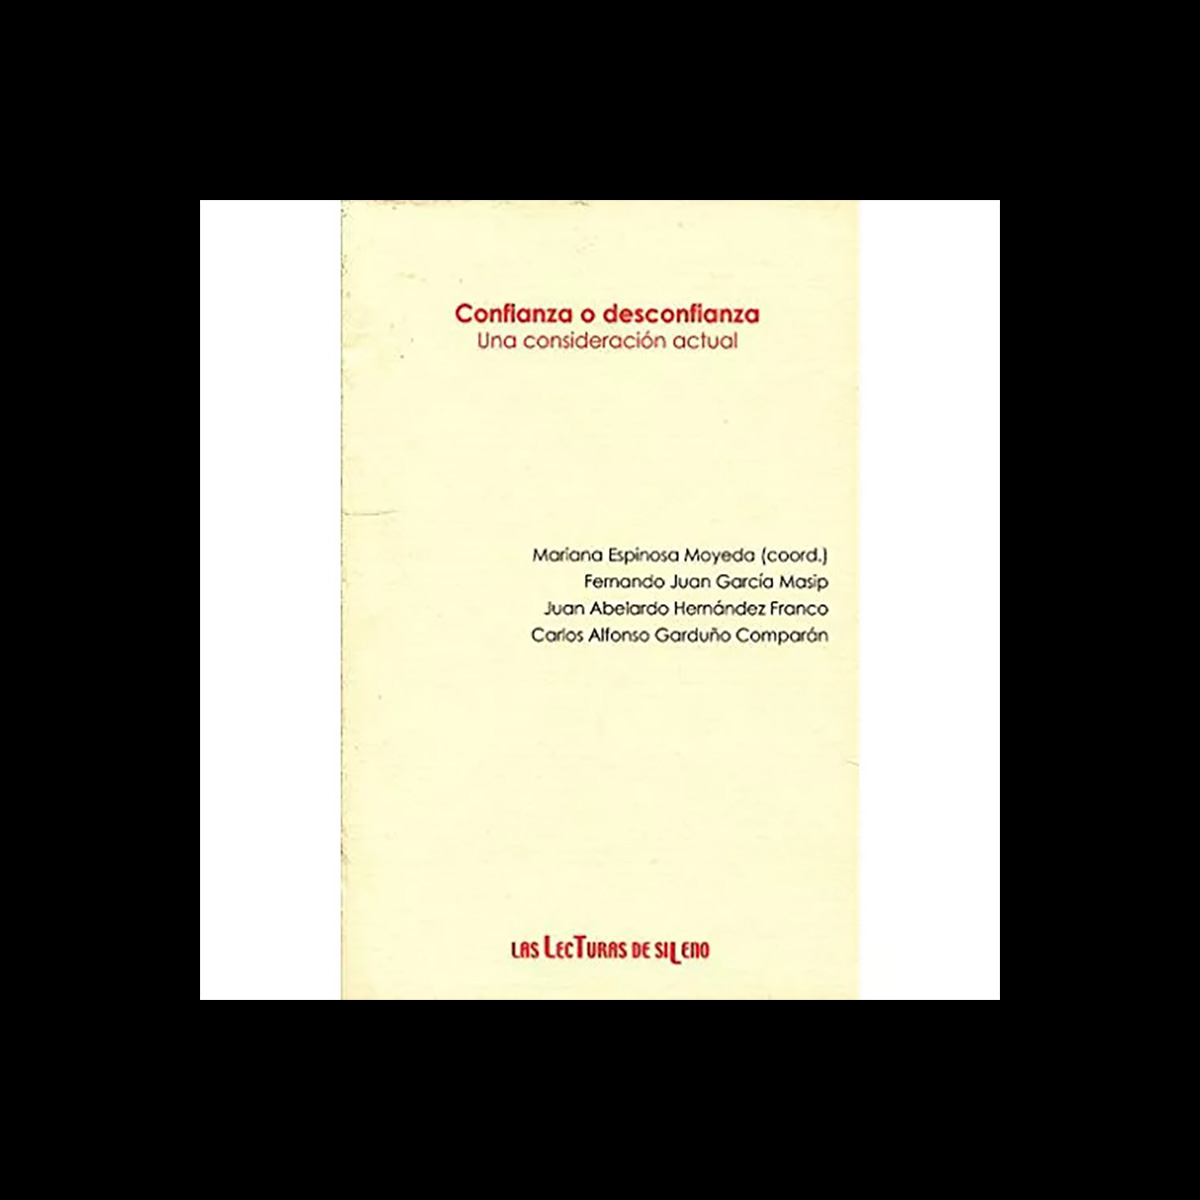 Confianza o desconfianza
Una consideración actual
Mariana Espinosa Moyeda (coord.)
Fernando Juan García Masip
Juan Abelardo Hernández Franco
Carlos Alfonso Garduño Comparán
LAS LECTURAS DE SILENO